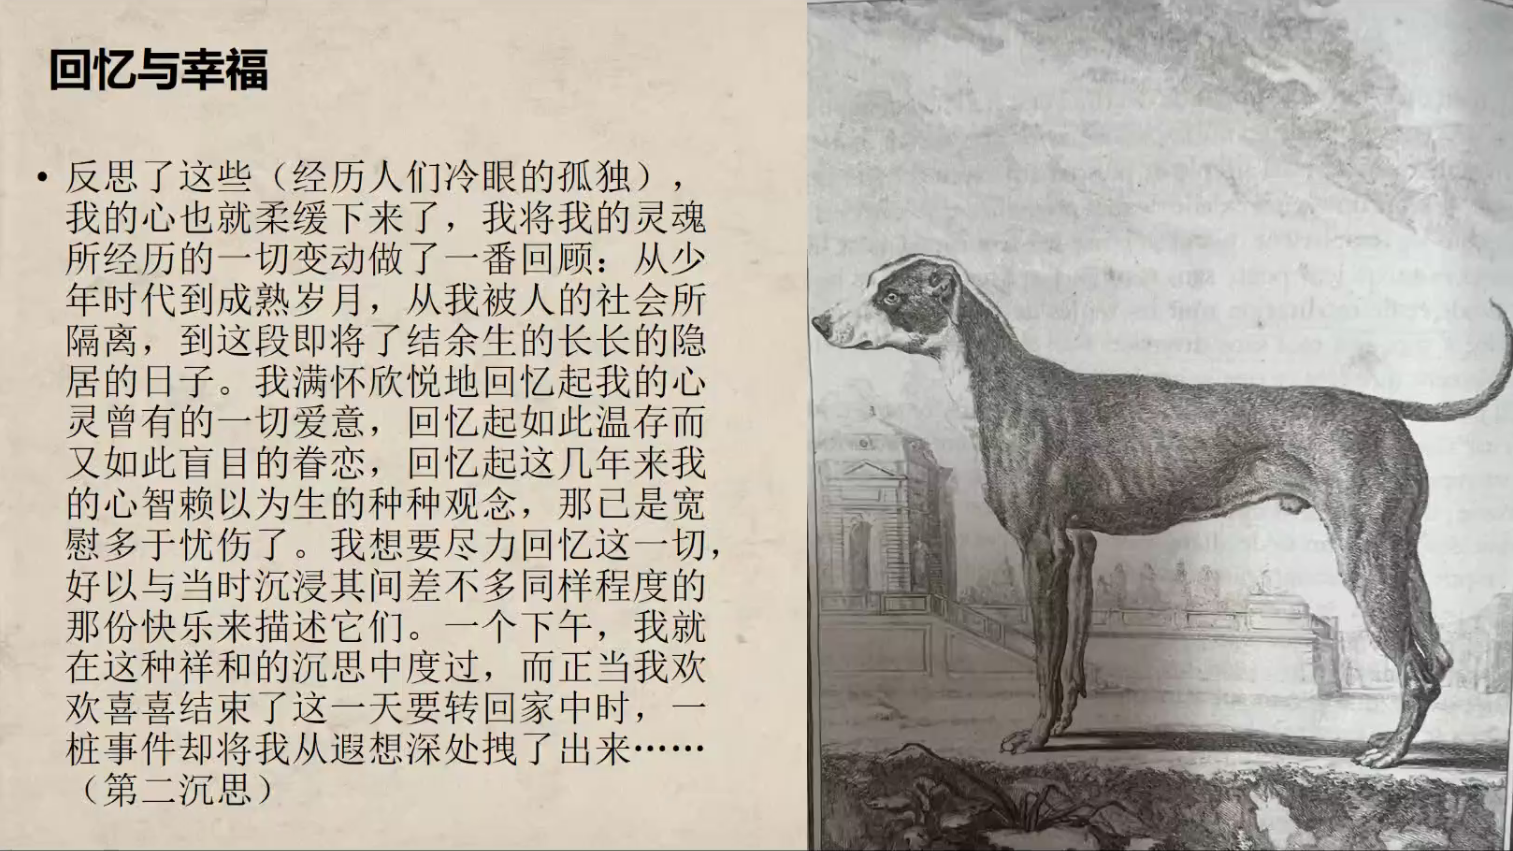 回忆与幸福
• 反思了这些（经历人们冷眼的孤独），
我的心也就柔缓下来了，我将我的灵魂
所经历的一切变动做了一番回顾：从少
年时代到成熟岁月，从我被人的社会所
隔离，到这段即将了结余生的长长的隐
居的日子。我满怀欣悦地回忆起我的心
灵曾有的一切爱意，回忆起如此温存而
又如此盲目的眷恋，回忆起这几年来我
的心智赖以为生的种种观念，那已是宽
慰多于忧伤了。我想要尽力回忆这一切，
好以与当时沉浸其间差不多同样程度的
那份快乐来描述它们。一个下午，我就
在这种祥和的沉思中度过，而正当我欢
欢喜喜结束了这一天要转回家中时，一
桩事件却将我从遐想深处拽了出来……
（第二沉思）